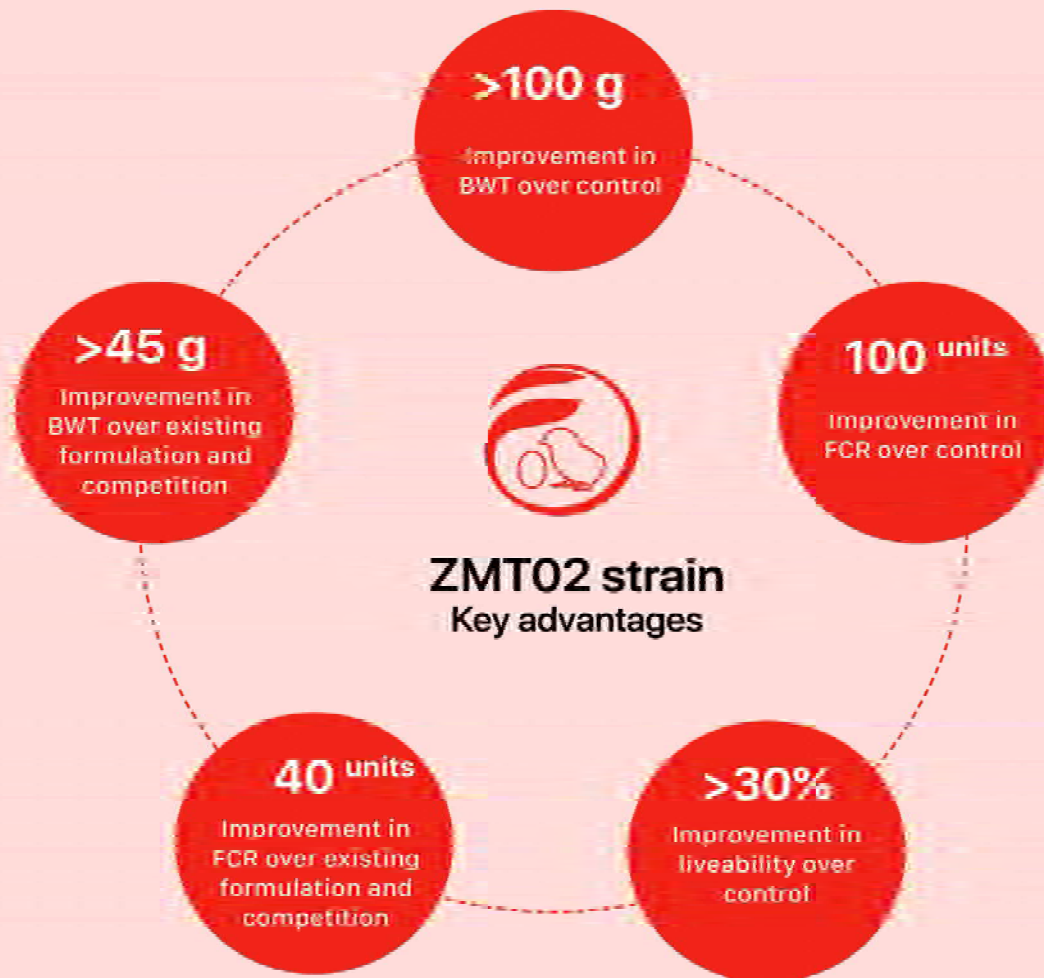 >100 g
Improvement in
BWT over control
>45 g
Improvement in
BWT over existing
formulation and
competition
100 units
Improvement in
FCR over control
ZMT02 strain
Key advantages
40 units
Improvement in
FCR over existing
formulation and
competition
>30%
Improvement in
liveability over
control